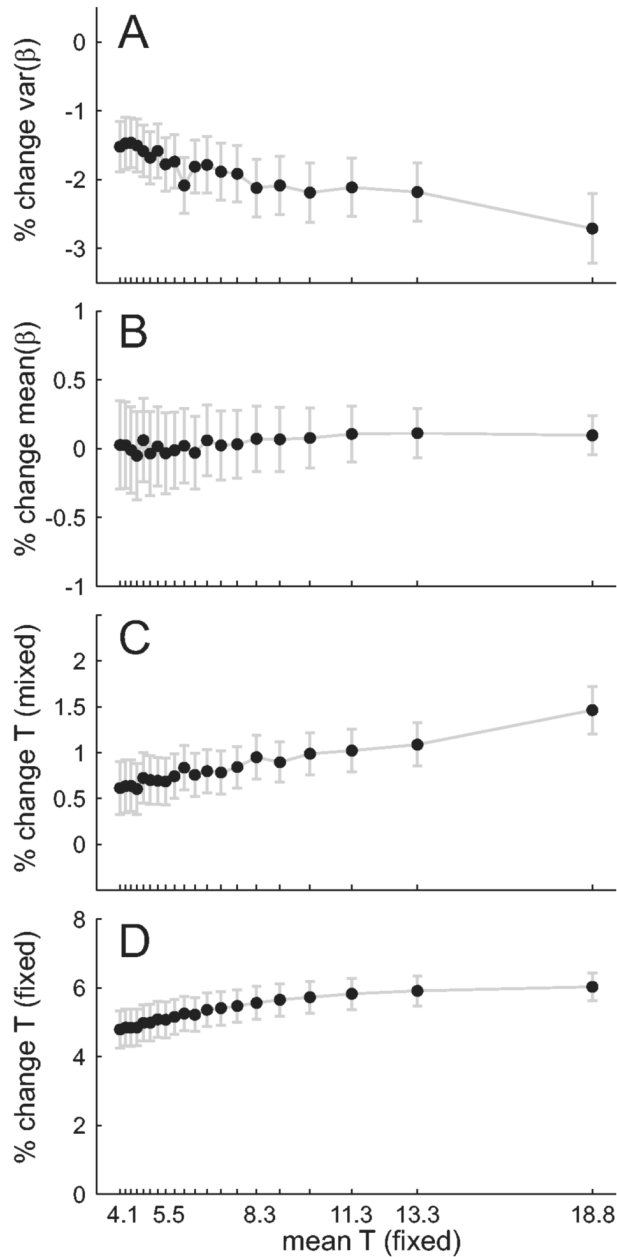 A
% change var(β)
0
-1
-2
-3
B
% change mean(β)
1
0.5
0
-0.5
-1
C
% change T (mixed)
2
1.5
1
0.5
0
D
% change T (fixed)
8
6
4
2
0
4.1 5.5 8.3 11.3 13.3 18.8
mean T (fixed)